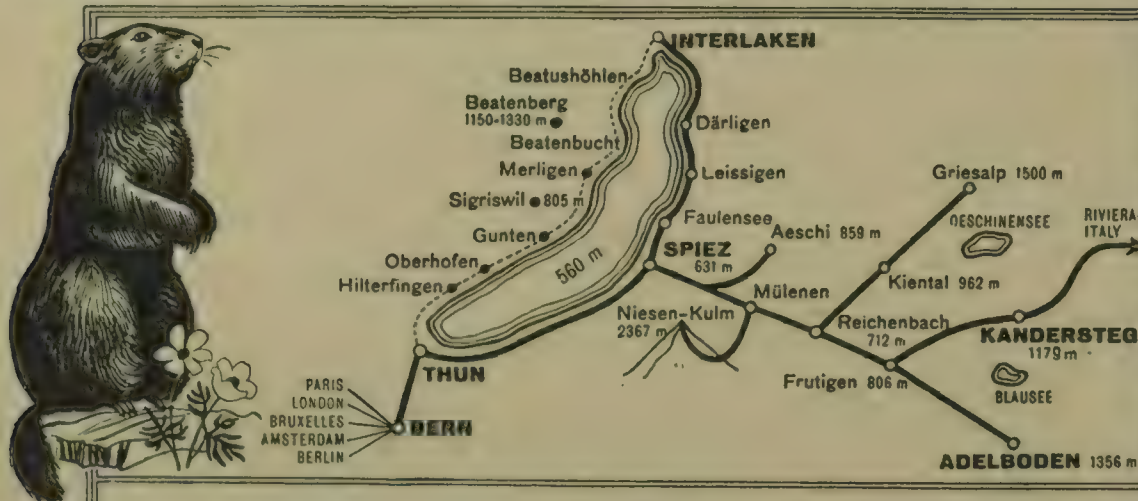 INTERLAKEN
Beatushöhlen
Beatenberg
1150-1330 m
Därligen
Beatenbucht
Merligen
Leissigen
Griesalp 1500 m
Sigriswil 805 m
OESCHINENSEE
RIVIERA
ITALY
Faulensee
Aeschi 859 m
Gunten
SPIEZ
631 m
Oberhofen
560 m
Kiental 962 m
Hilterfingen
Mülenen
Niesen-Kulm
2367 m
Reichenbach
712 m
KANDERSTEG
1179 m
THUN
Frutigen 806 m
BLAUSEE
PARIS
LONDON
BRUXELLES
AMSTERDAM
BERLIN
BERN
ADELBODEN 1356 m